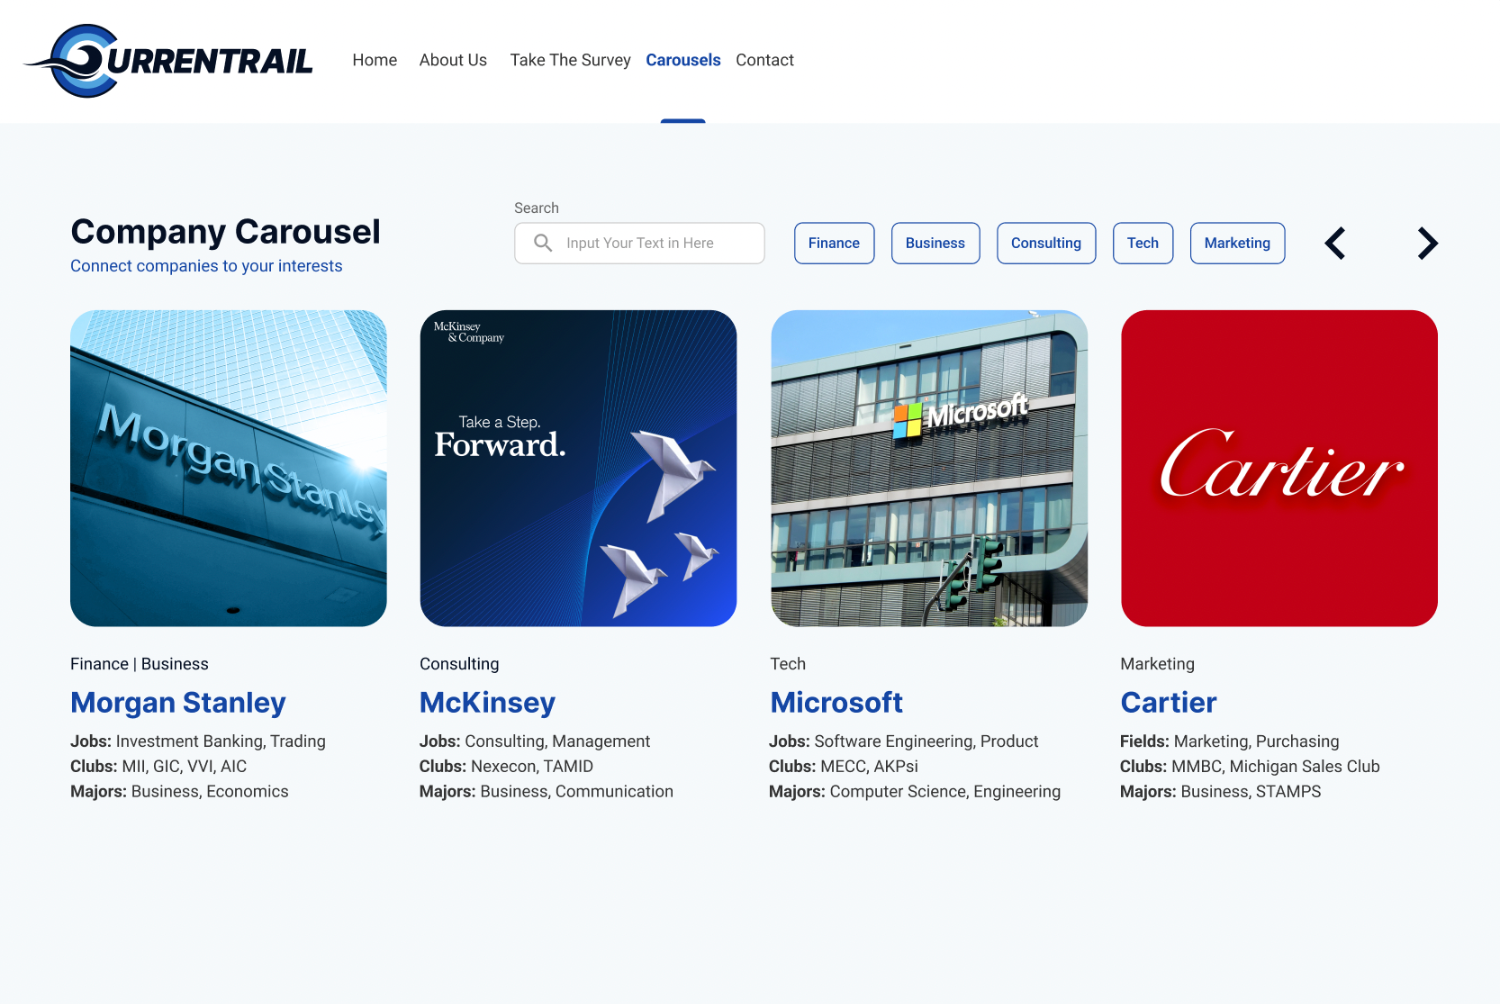 CURRENTRAIL
Home About Us Take The Survey Carousels Contact
Company Carousel
Connect companies to your interests
Search
Input Your Text in Here
Finance Business Consulting Tech Marketing
Morgan Stanley
McKinsey
& Company
Take a Step.
Forward.
Microsoft
Cartier
Finance | Business
Morgan Stanley
Jobs: Investment Banking, Trading
Clubs: MII, GIC, VVI, AIC
Majors: Business, Economics
Consulting
McKinsey
Jobs: Consulting, Management
Clubs: Nexecon, TAMID
Majors: Business, Communication
Tech
Microsoft
Jobs: Software Engineering, Product
Clubs: MECC, AKPsi
Majors: Computer Science, Engineering
Marketing
Cartier
Fields: Marketing, Purchasing
Clubs: MMBC, Michigan Sales Club
Majors: Business, STAMPS